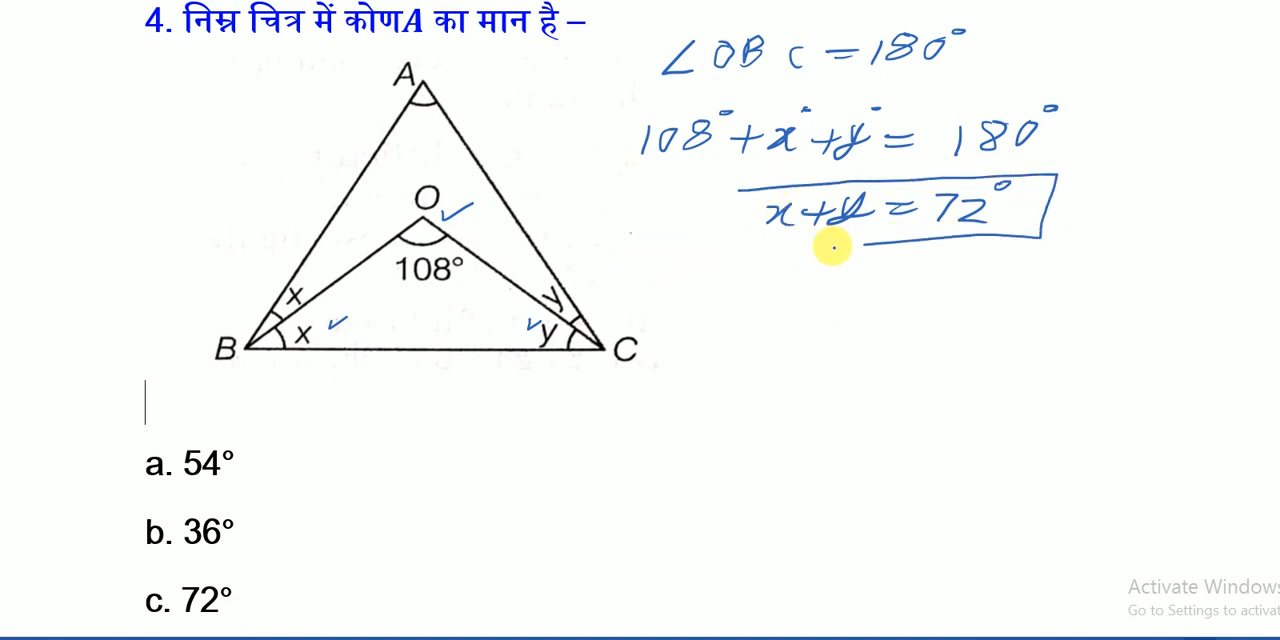 4. निम्न चित्र में कोणA का मान है –
∠OBC = 180°
108° + x° + y° = 180°
x + y = 72°
A
O
108°
x
y
x
y
B
C
a. 54°
b. 36°
c. 72°
Activate Windows
Go to Settings to activat